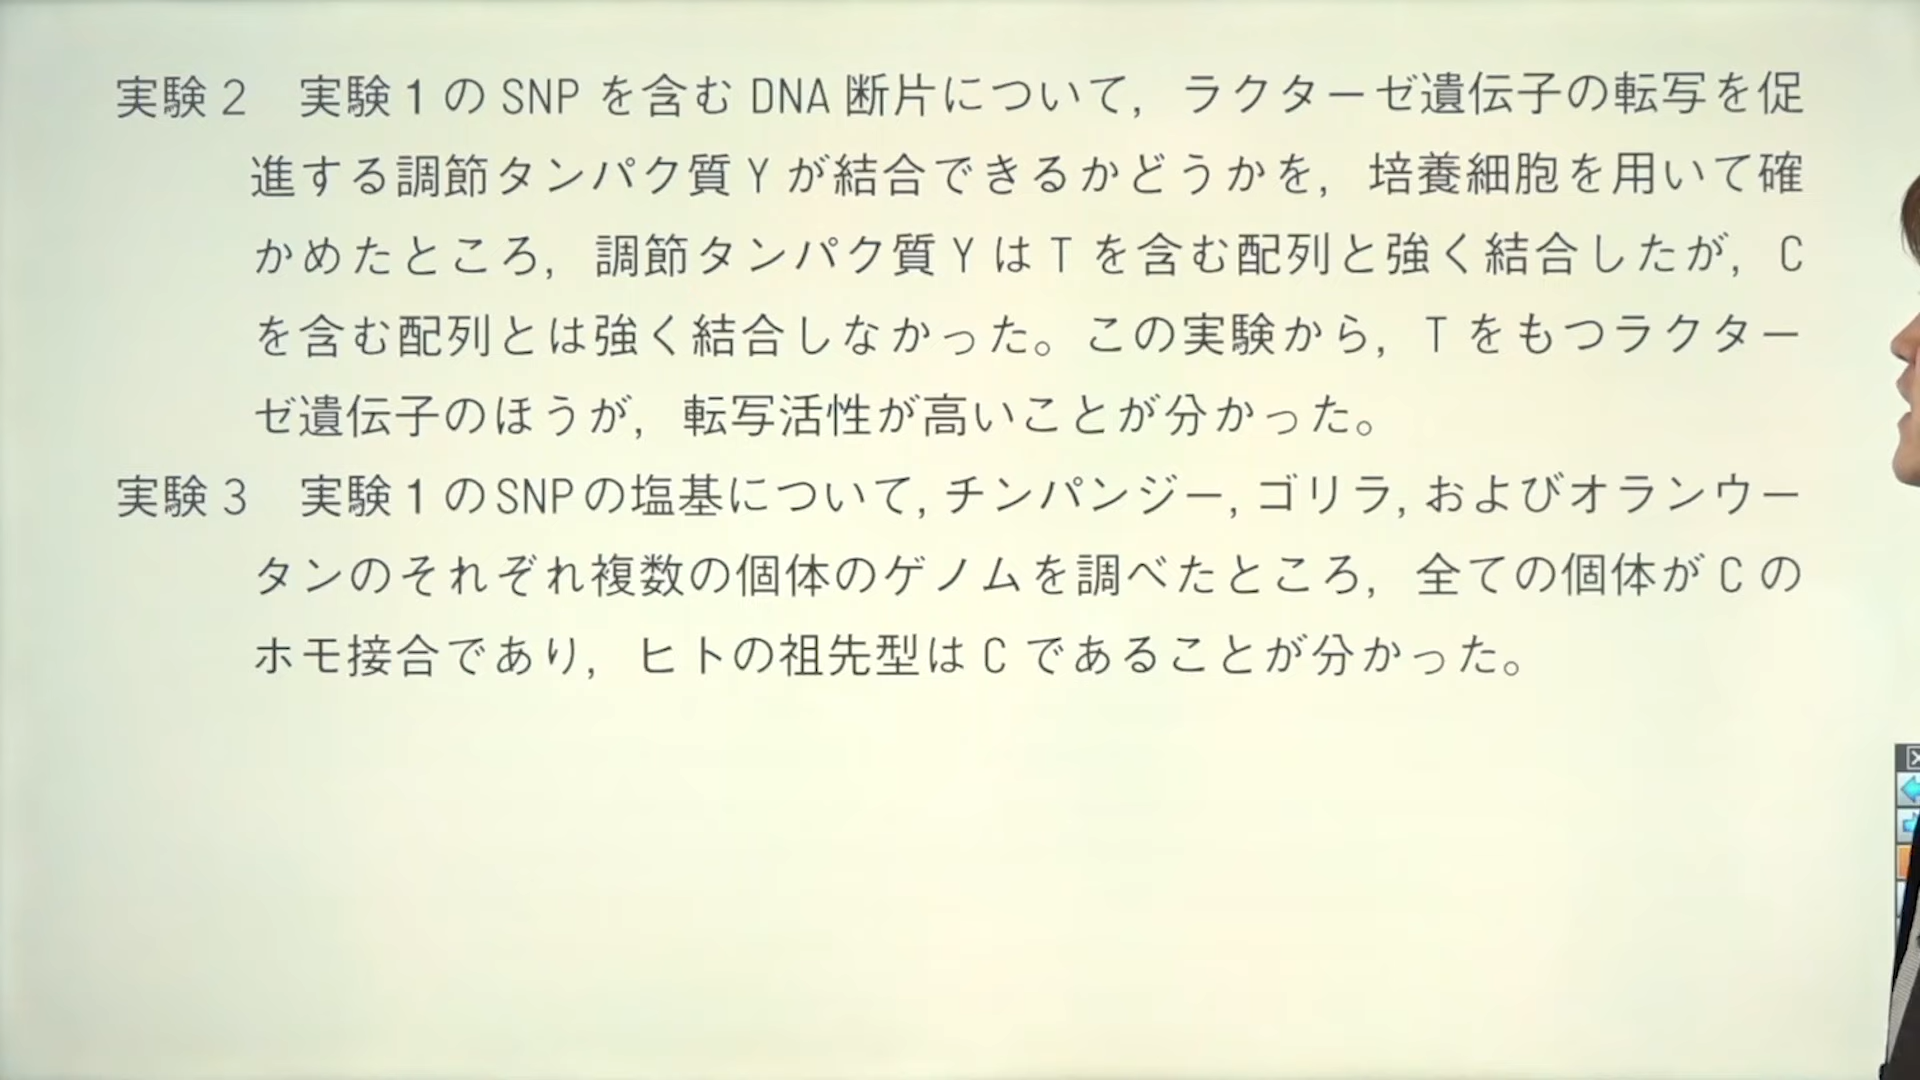 実験2　実験1のSNPを含むDNA断片について，ラクターゼ遺伝子の転写を促
進する調節タンパク質Yが結合できるかどうかを，培養細胞を用いて確
かめたところ，調節タンパク質YはTを含む配列と強く結合したが，C
を含む配列とは強く結合しなかった。この実験から，Tをもつラクター
ゼ遺伝子のほうが，転写活性が高いことが分かった。
実験3　実験1のSNPの塩基について，チンパンジー，ゴリラ，およびオランウー
タンのそれぞれ複数の個体のゲノムを調べたところ，全ての個体がCの
ホモ接合であり，ヒトの祖先型はCであることが分かった。